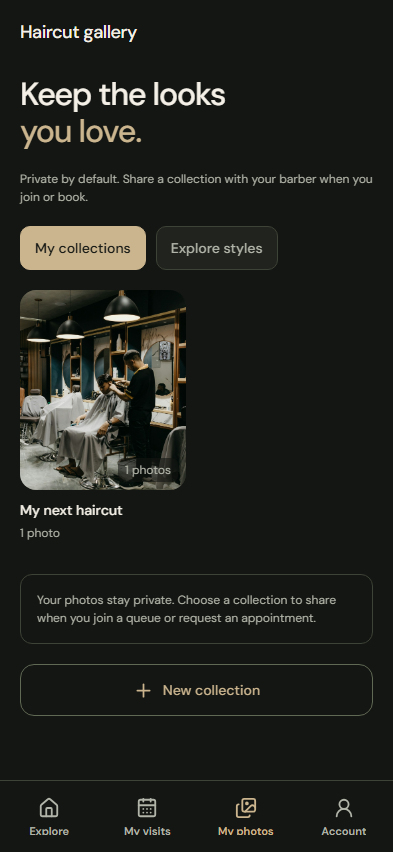 Haircut gallery
Keep the looks
you love.
Private by default. Share a collection with your barber when you
join or book.
My collections
Explore styles
1 photos
My next haircut
1 photo
Your photos stay private. Choose a collection to share
when you join a queue or request an appointment.
New collection
Explore
My visits
My photos
Account